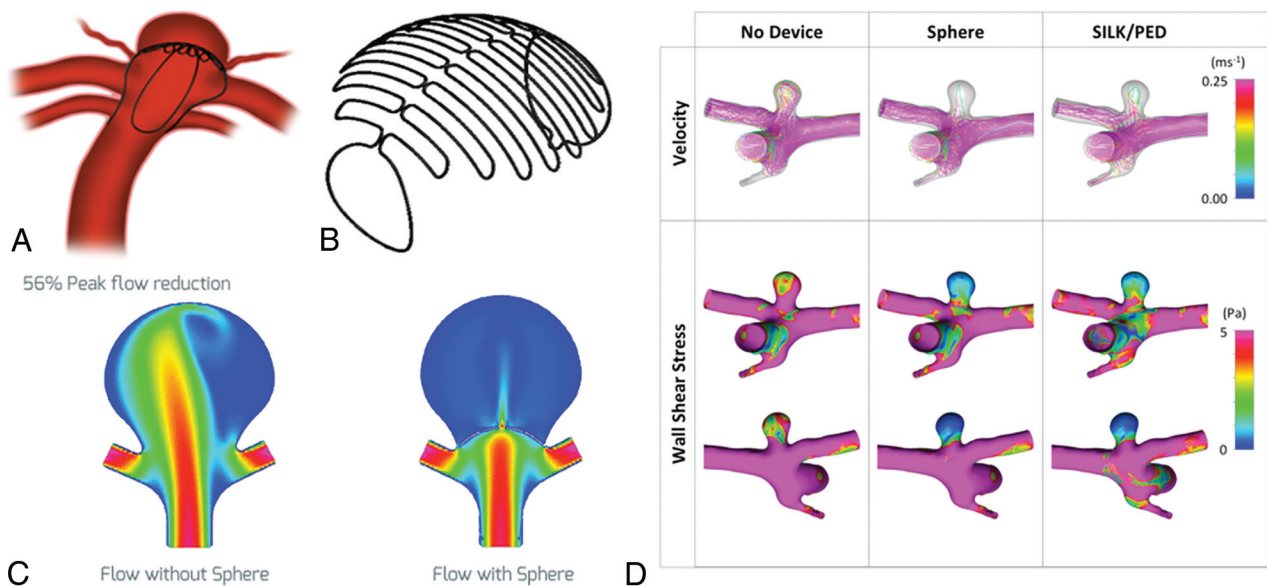 A
B
56% Peak flow reduction
C
Flow without Sphere
Flow with Sphere
D
No Device
Sphere
SILK/PED
Velocity
(ms⁻¹)
0.25
0.00
Wall Shear Stress
(Pa)
5
0